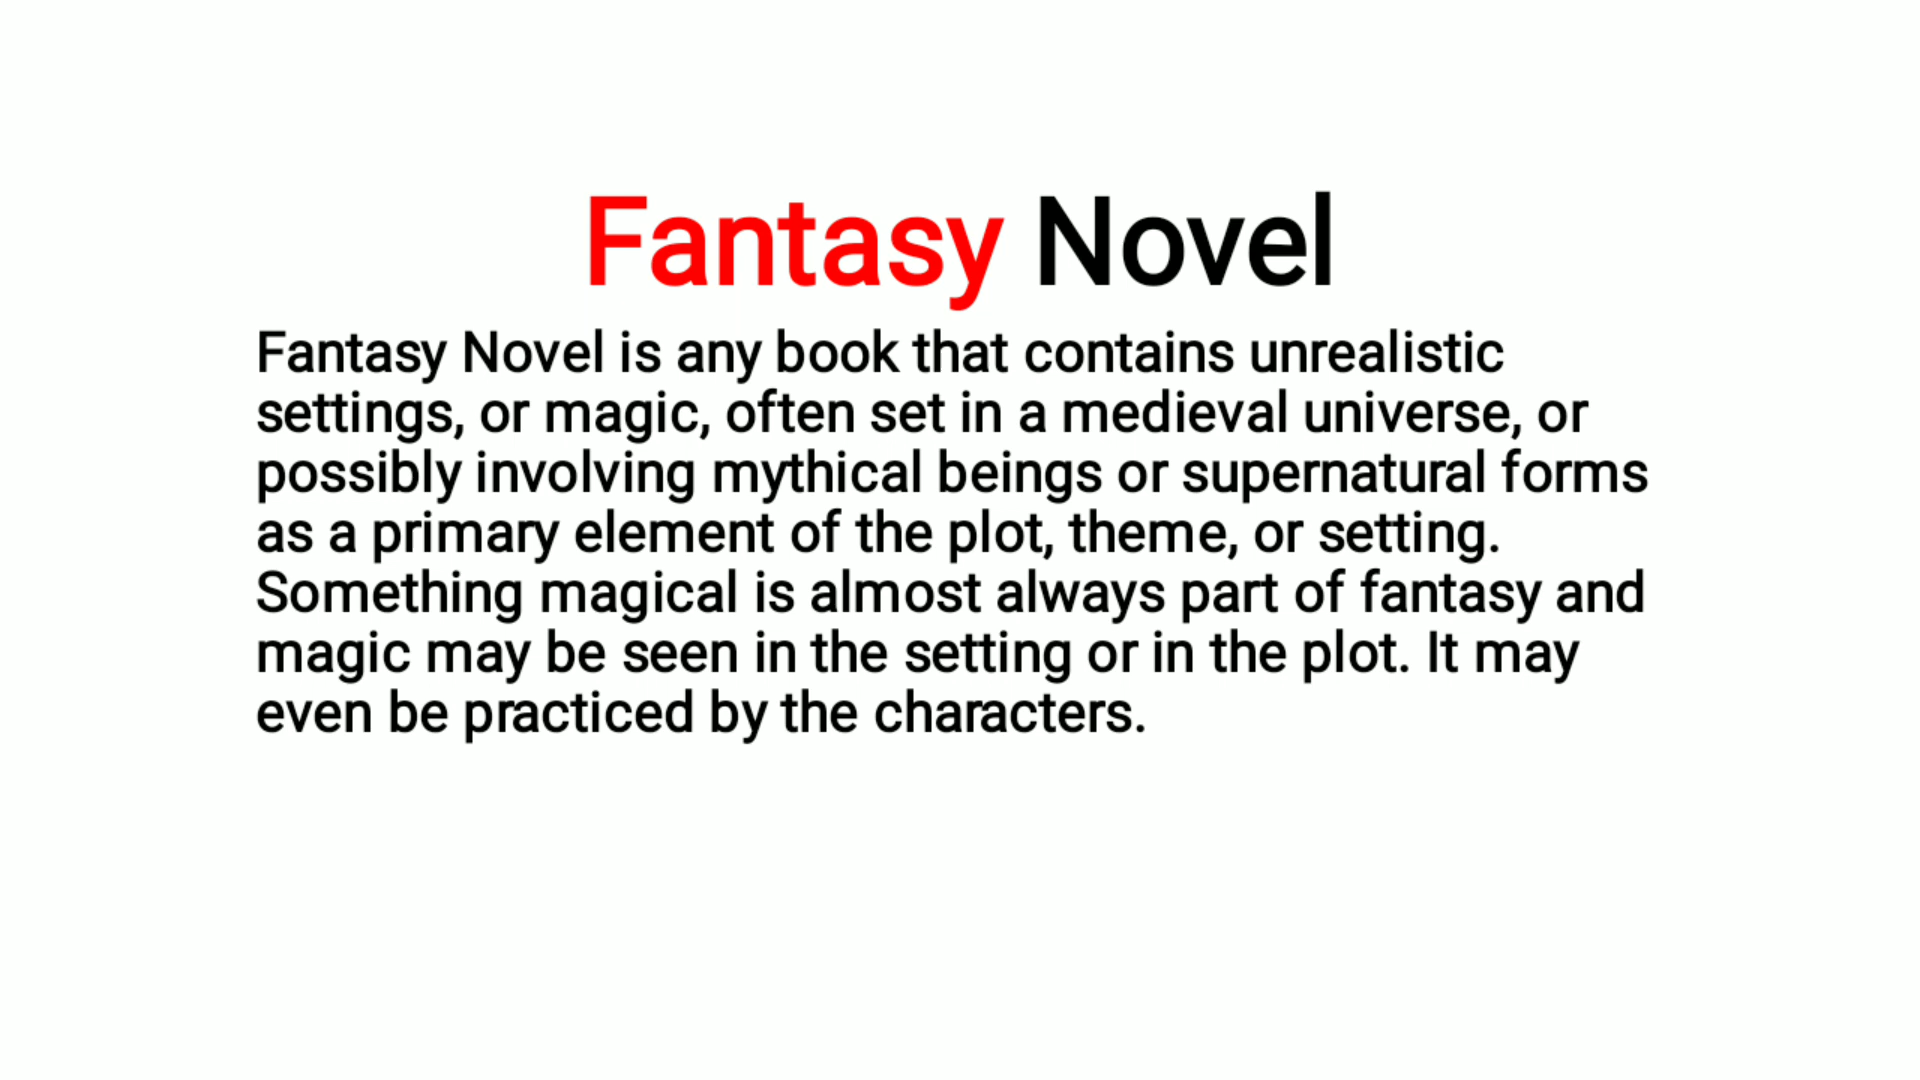 Fantasy Novel
Fantasy Novel is any book that contains unrealistic
settings, or magic, often set in a medieval universe, or
possibly involving mythical beings or supernatural forms
as a primary element of the plot, theme, or setting.
Something magical is almost always part of fantasy and
magic may be seen in the setting or in the plot. It may
even be practiced by the characters.